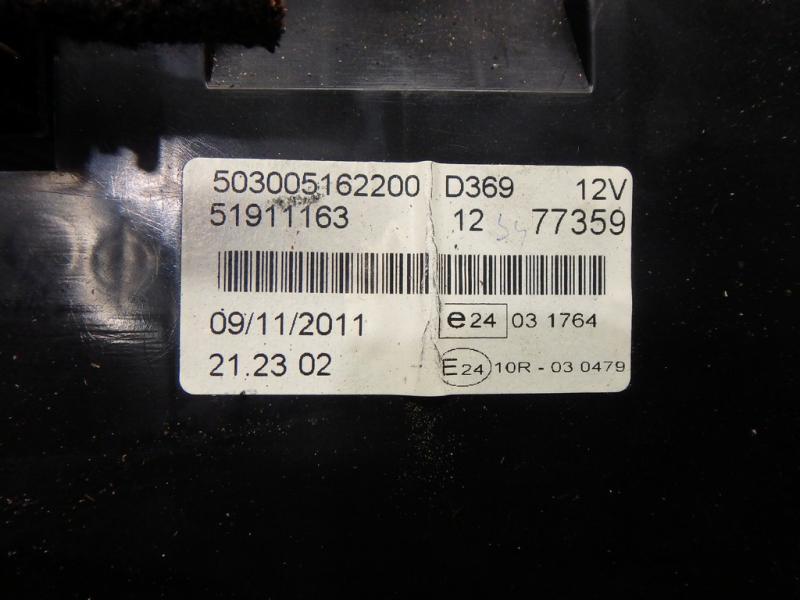 503005162200 D369 12V
51911163 12 77359
09/11/2011 e24 03 1764
21.23 02 E24 10R - 03 0479